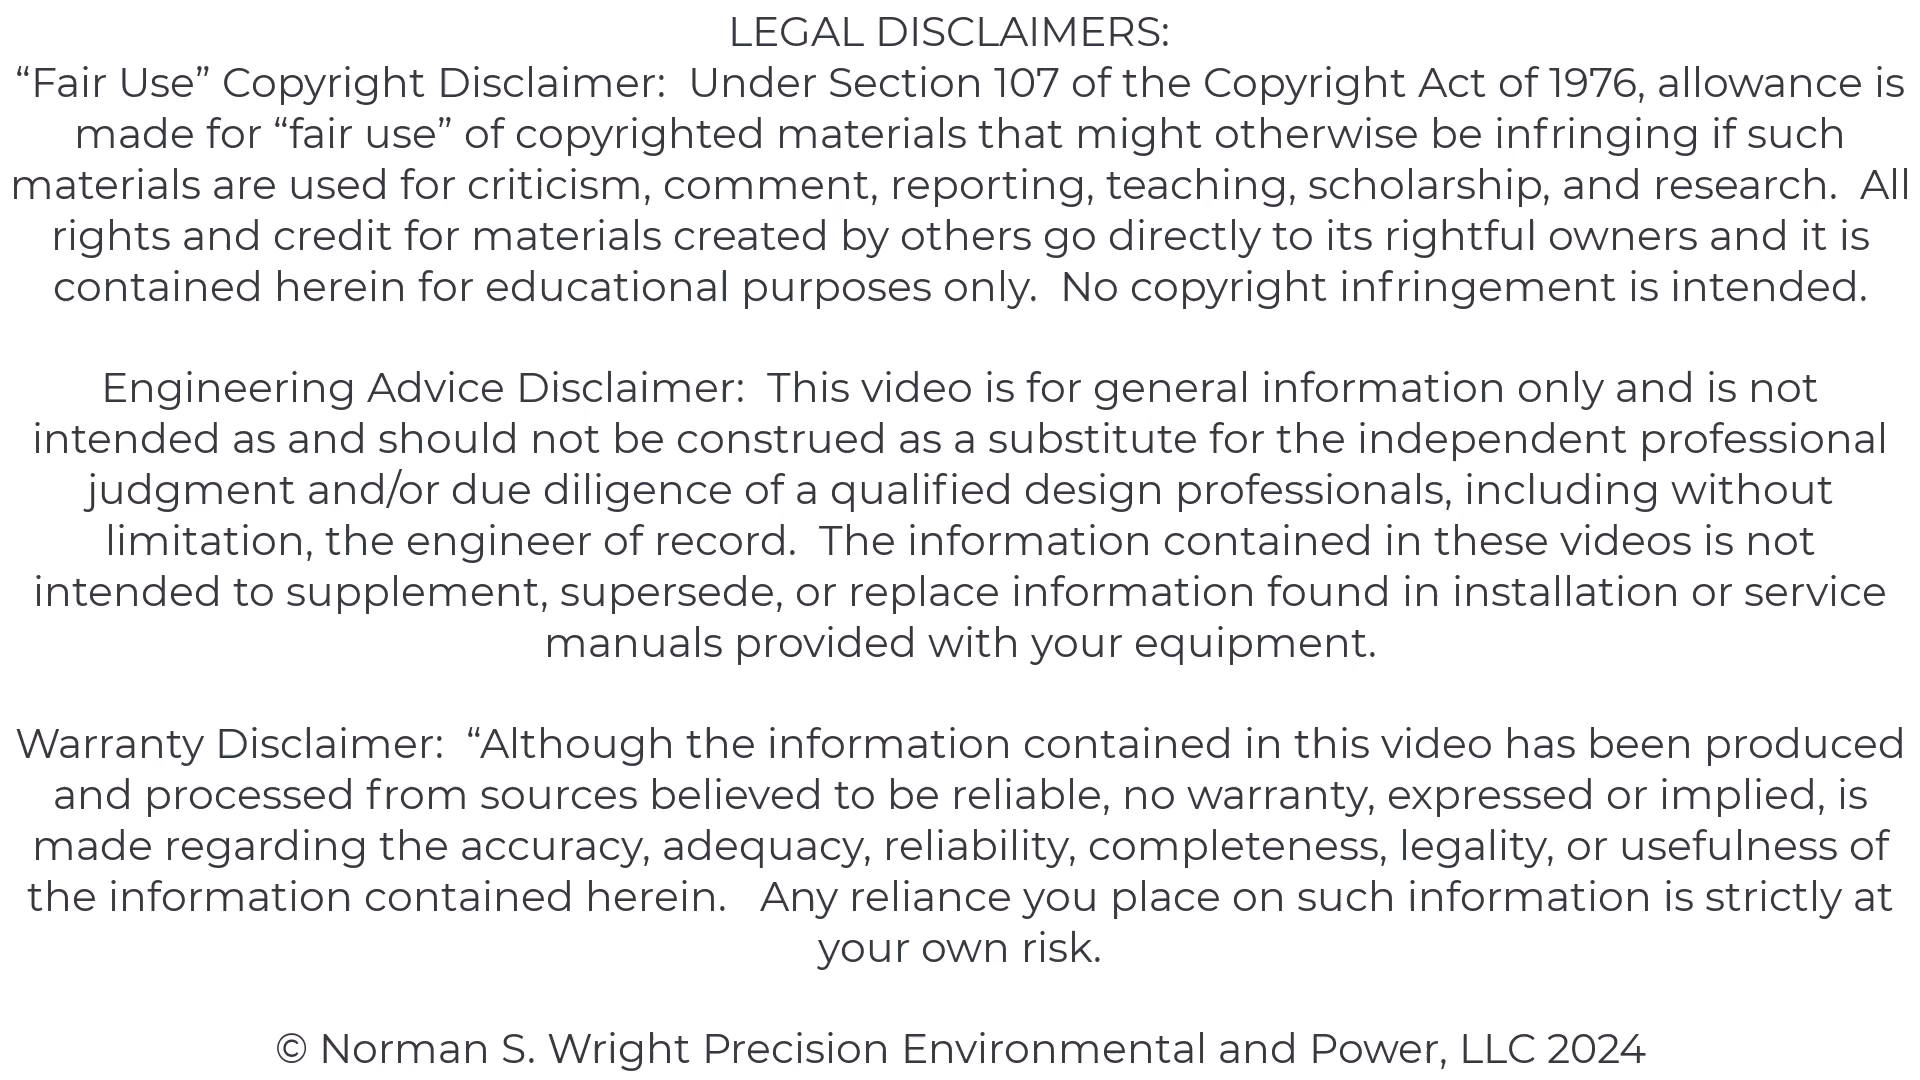 LEGAL DISCLAIMERS:
“Fair Use” Copyright Disclaimer:  Under Section 107 of the Copyright Act of 1976, allowance is
made for “fair use” of copyrighted materials that might otherwise be infringing if such
materials are used for criticism, comment, reporting, teaching, scholarship, and research.  All
rights and credit for materials created by others go directly to its rightful owners and it is
contained herein for educational purposes only.  No copyright infringement is intended.
Engineering Advice Disclaimer:  This video is for general information only and is not
intended as and should not be construed as a substitute for the independent professional
judgment and/or due diligence of a qualified design professionals, including without
limitation, the engineer of record.  The information contained in these videos is not
intended to supplement, supersede, or replace information found in installation or service
manuals provided with your equipment.
Warranty Disclaimer:  “Although the information contained in this video has been produced
and processed from sources believed to be reliable, no warranty, expressed or implied, is
made regarding the accuracy, adequacy, reliability, completeness, legality, or usefulness of
the information contained herein.   Any reliance you place on such information is strictly at
your own risk.
© Norman S. Wright Precision Environmental and Power, LLC 2024